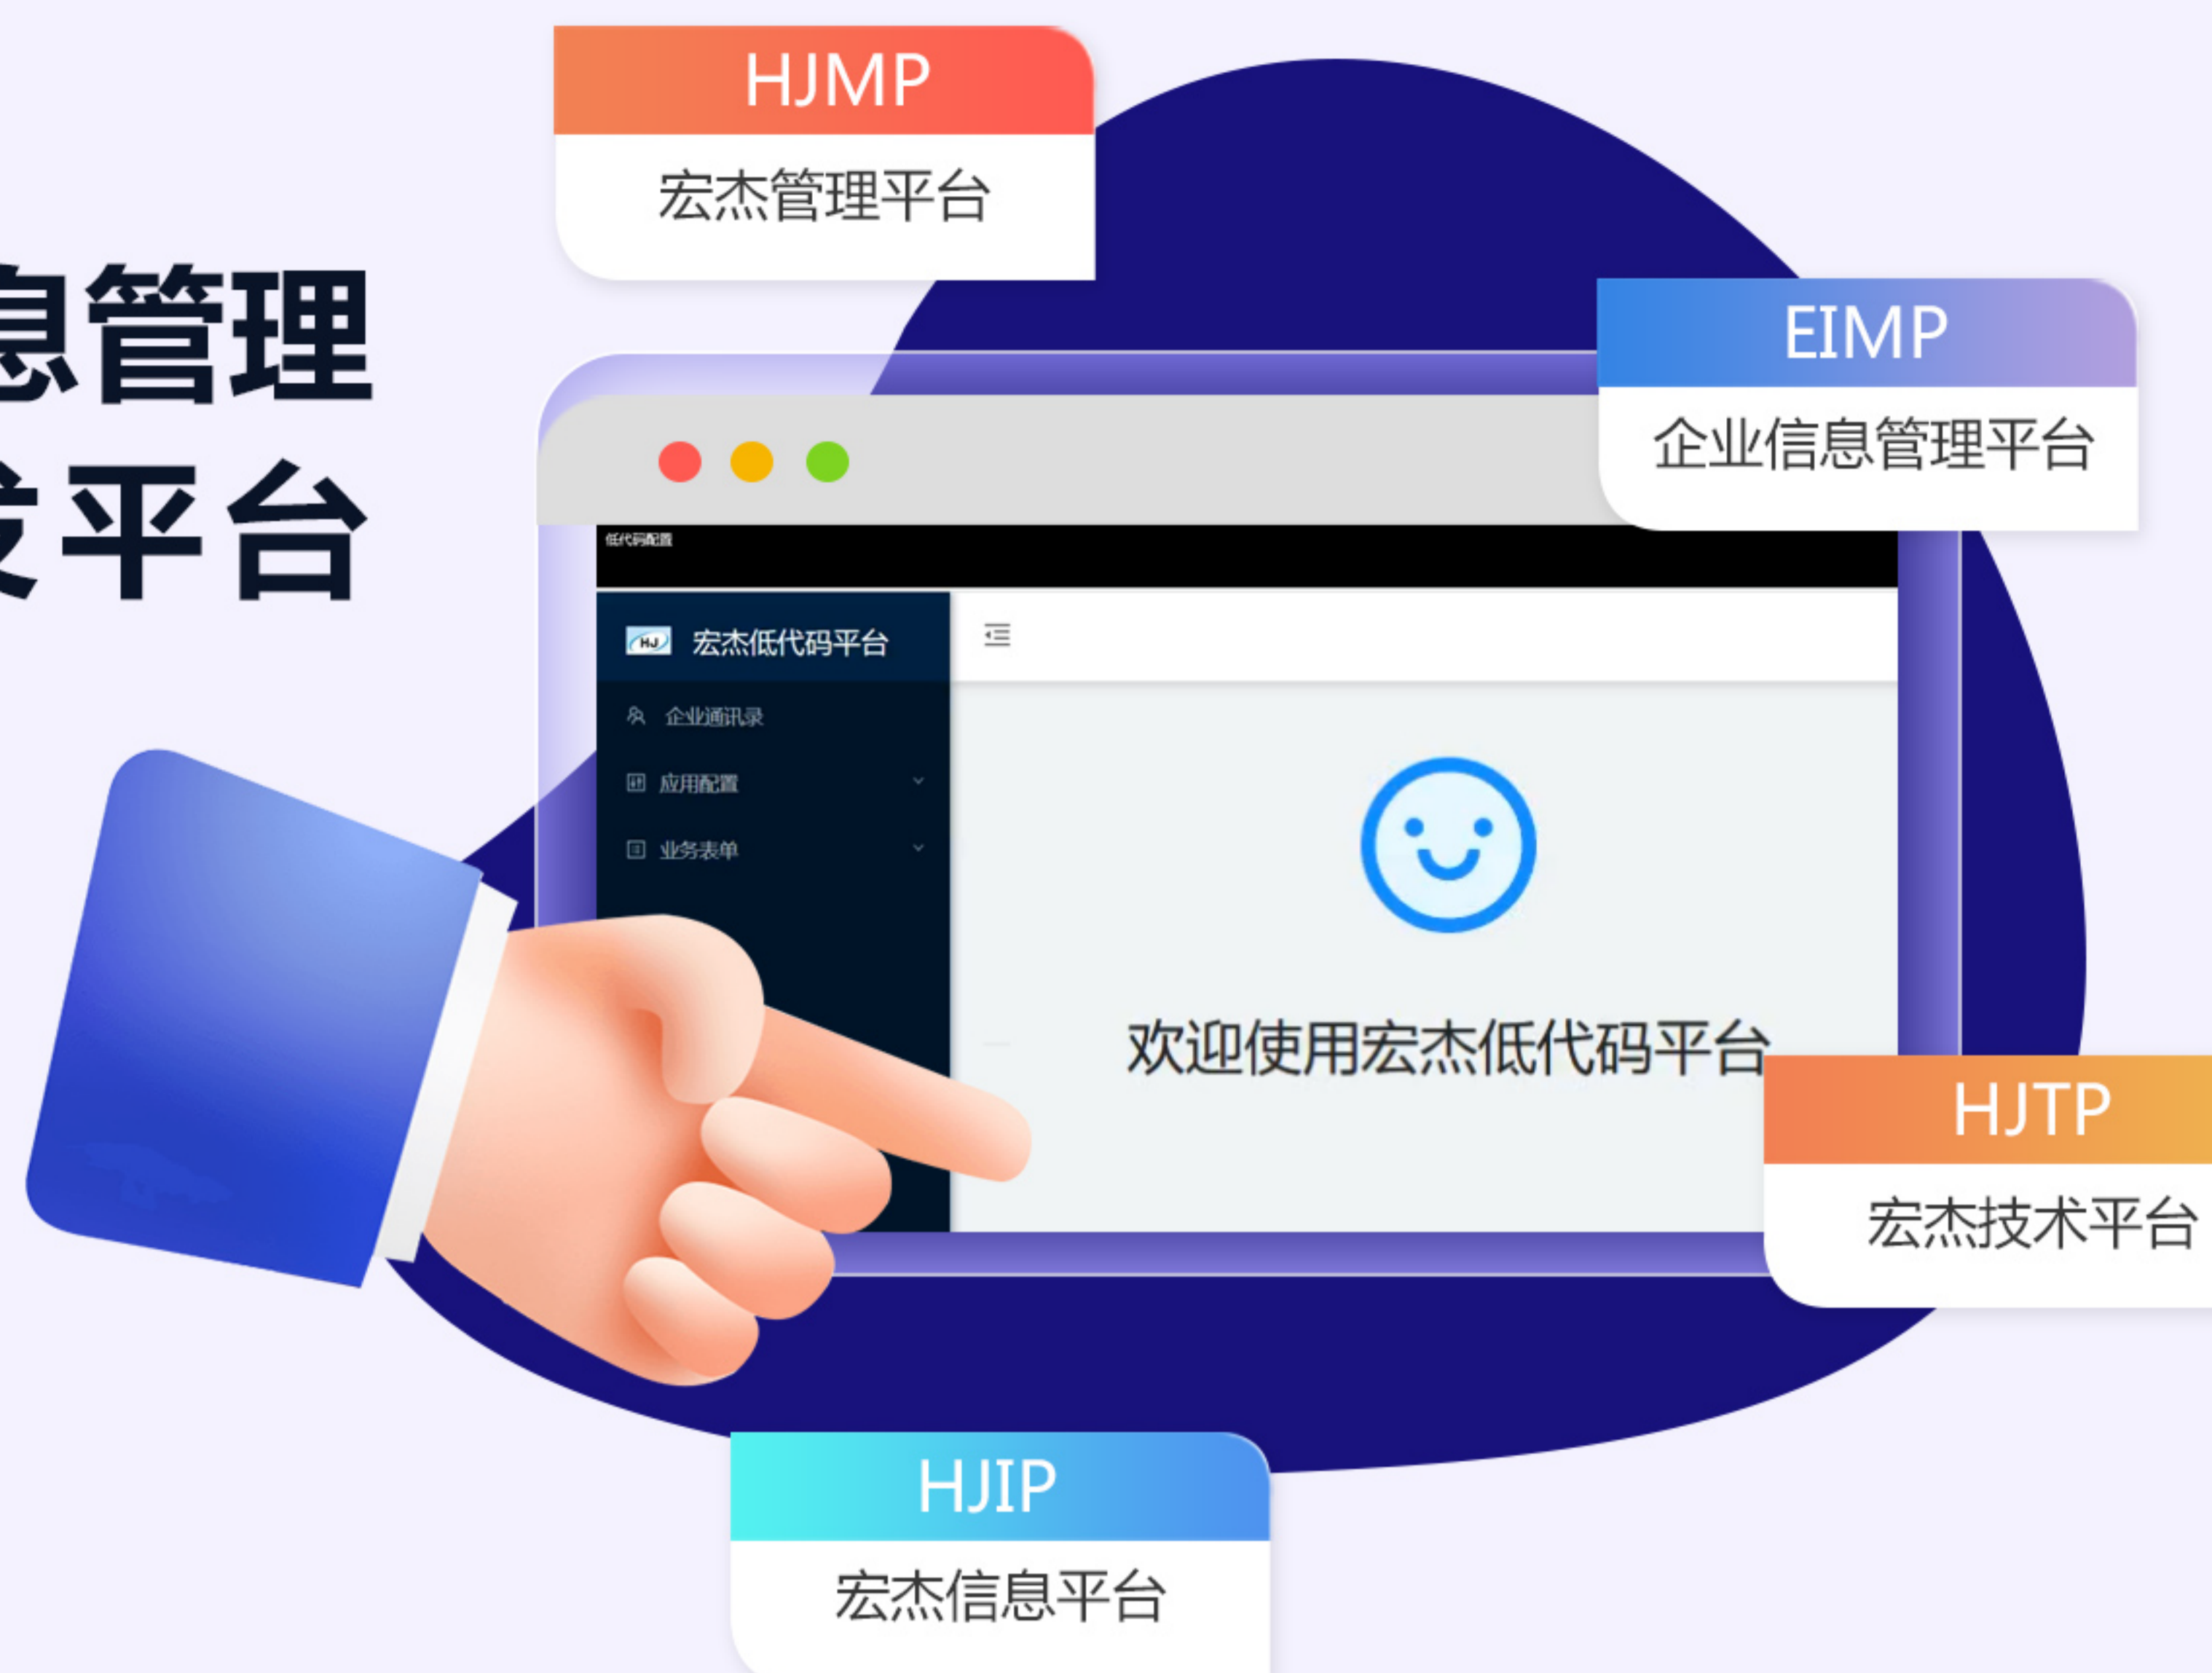 HJMP
宏杰管理平台
息管理
发平台
EIMP
企业信息管理平台
低代码配置
HJ
宏杰低代码平台
企业通讯录
应用配置
业务表单
欢迎使用宏杰低代码平台
HJTP
宏杰技术平台
HJIP
宏杰信息平台